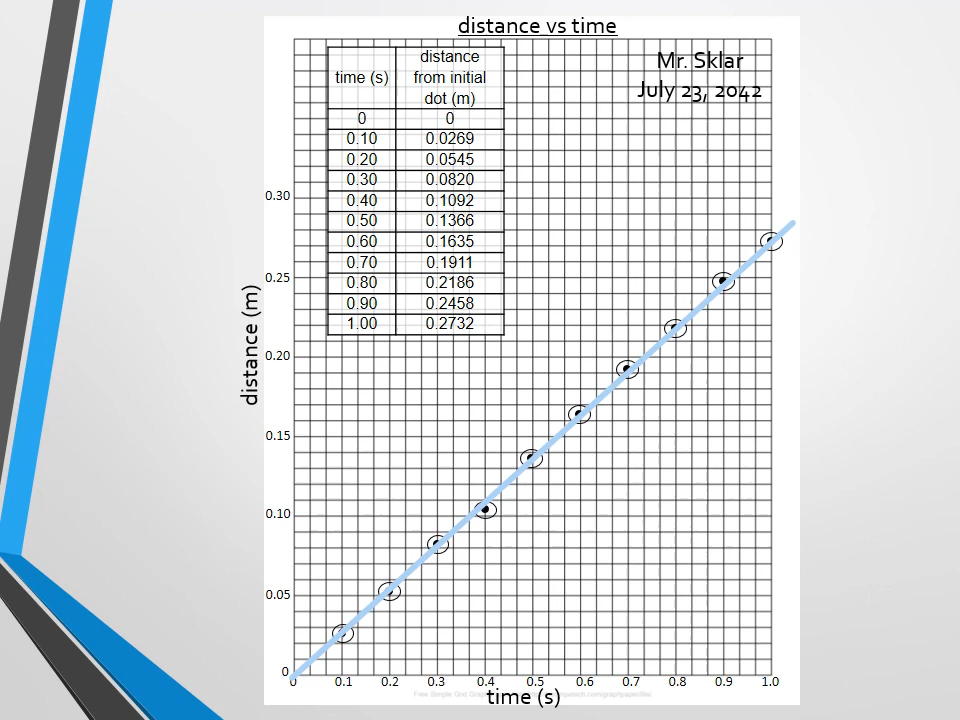 distance vs time
Mr. Sklar
July 23, 2042
time (s) distance from initial dot (m)
0 0
0.10 0.0269
0.20 0.0545
0.30 0.0820
0.40 0.1092
0.50 0.1366
0.60 0.1635
0.70 0.1911
0.80 0.2186
0.90 0.2458
1.00 0.2732
distance (m)
0.30
0.25
0.20
0.15
0.10
0.05
0
0 0.1 0.2 0.3 0.4 0.5 0.6 0.7 0.8 0.9 1.0
time (s)
Free Simple Grid